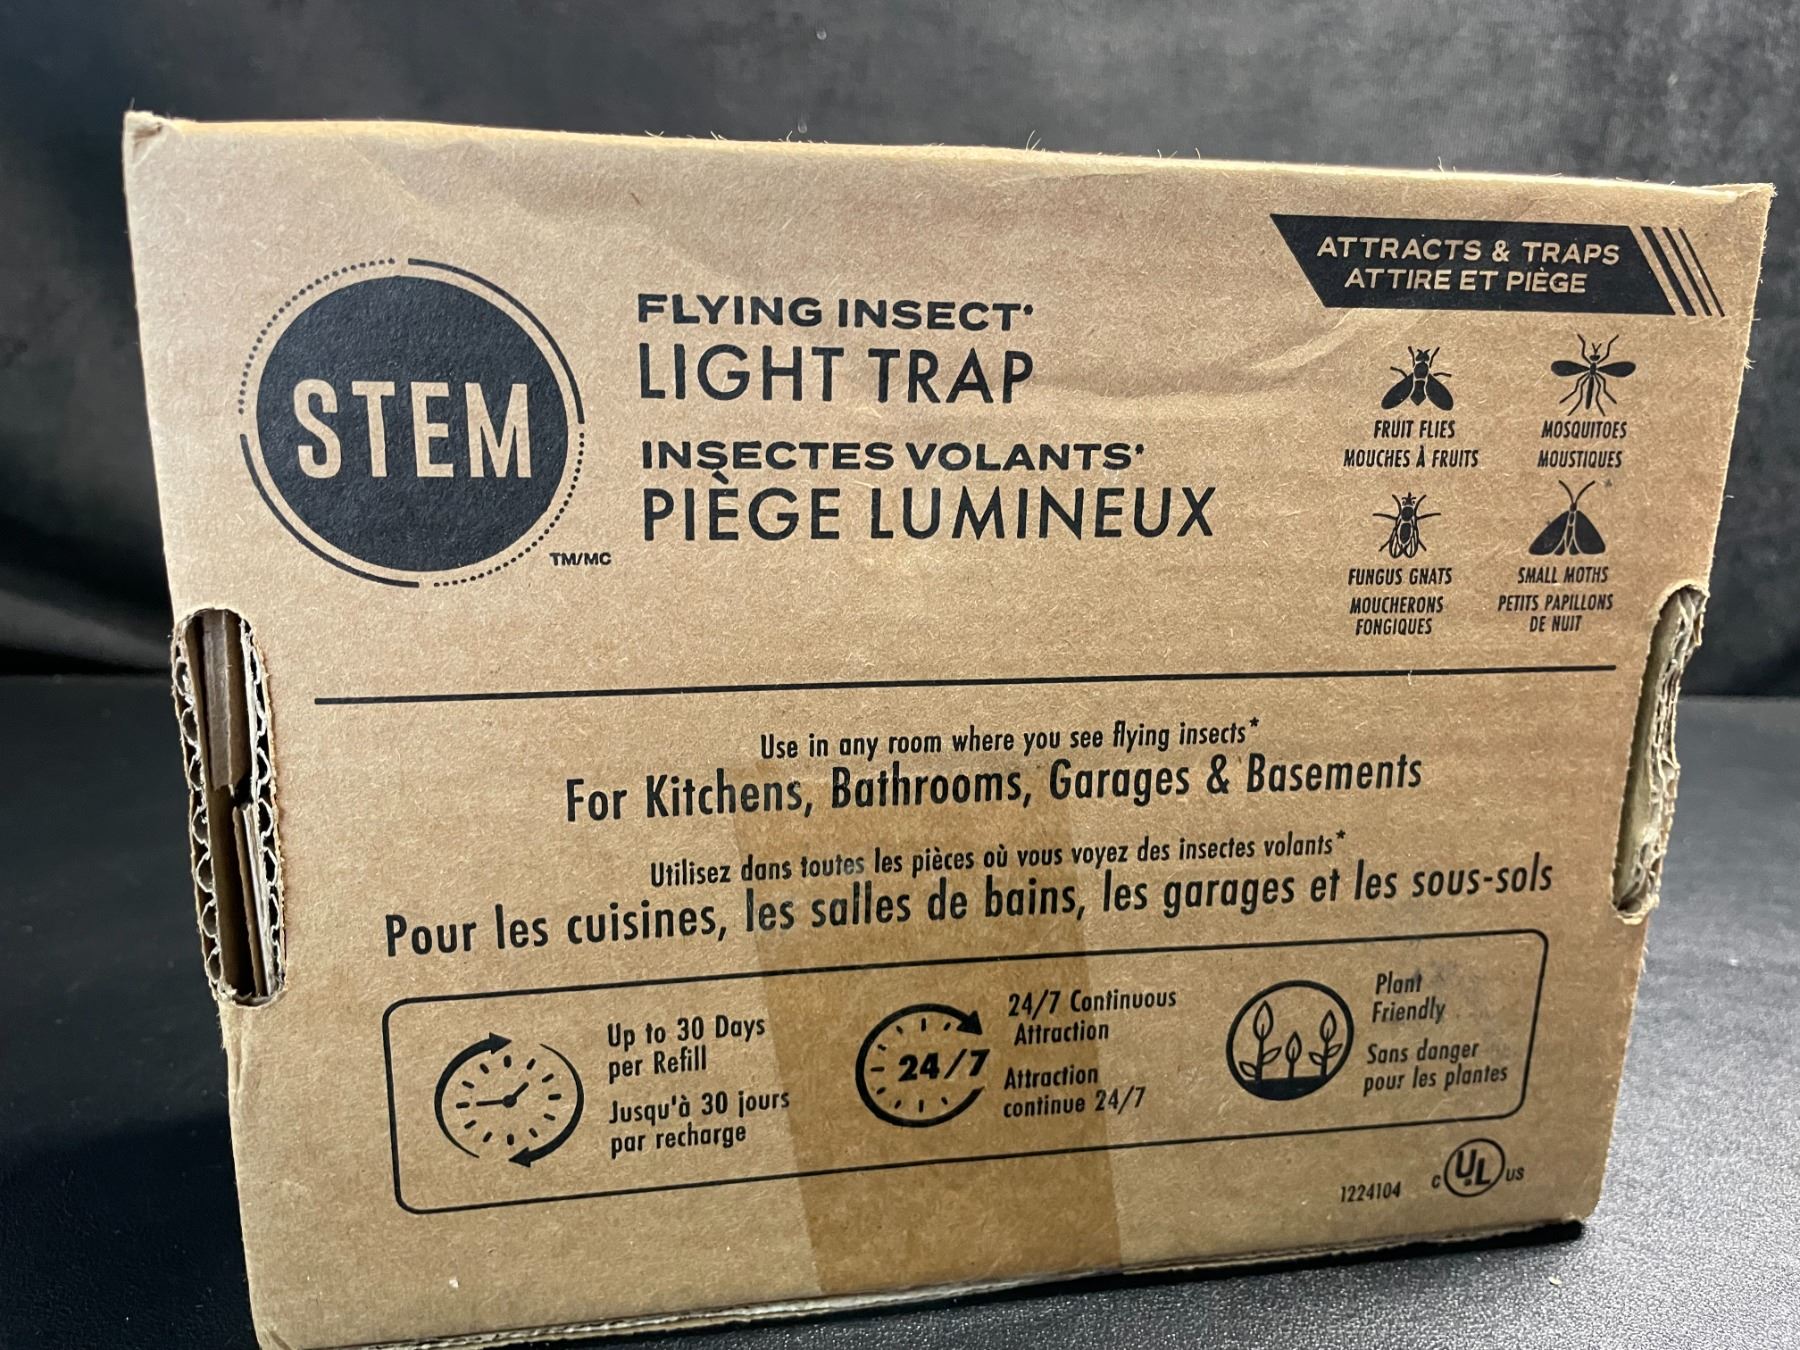 STEM
TM/MC
FLYING INSECT*
LIGHT TRAP
INSECTES VOLANTS*
PIÈGE LUMINEUX
ATTRACTS & TRAPS
ATTIRE ET PIÈGE
FRUIT FLIES
MOUCHES À FRUITS
MOSQUITOES
MOUSTIQUES
FUNGUS GNATS
MOUCHERONS
FONGIQUES
SMALL MOTHS
PETITS PAPILLONS
DE NUIT
Use in any room where you see flying insects*
For Kitchens, Bathrooms, Garages & Basements
Utilisez dans toutes les pièces où vous voyez des insectes volants*
Pour les cuisines, les salles de bains, les garages et les sous-sols
Up to 30 Days
per Refill
Jusqu'à 30 jours
par recharge
24/7
24/7 Continuous
Attraction
Attraction
continue 24/7
Plant
Friendly
Sans danger
pour les plantes
1224104
C UL US